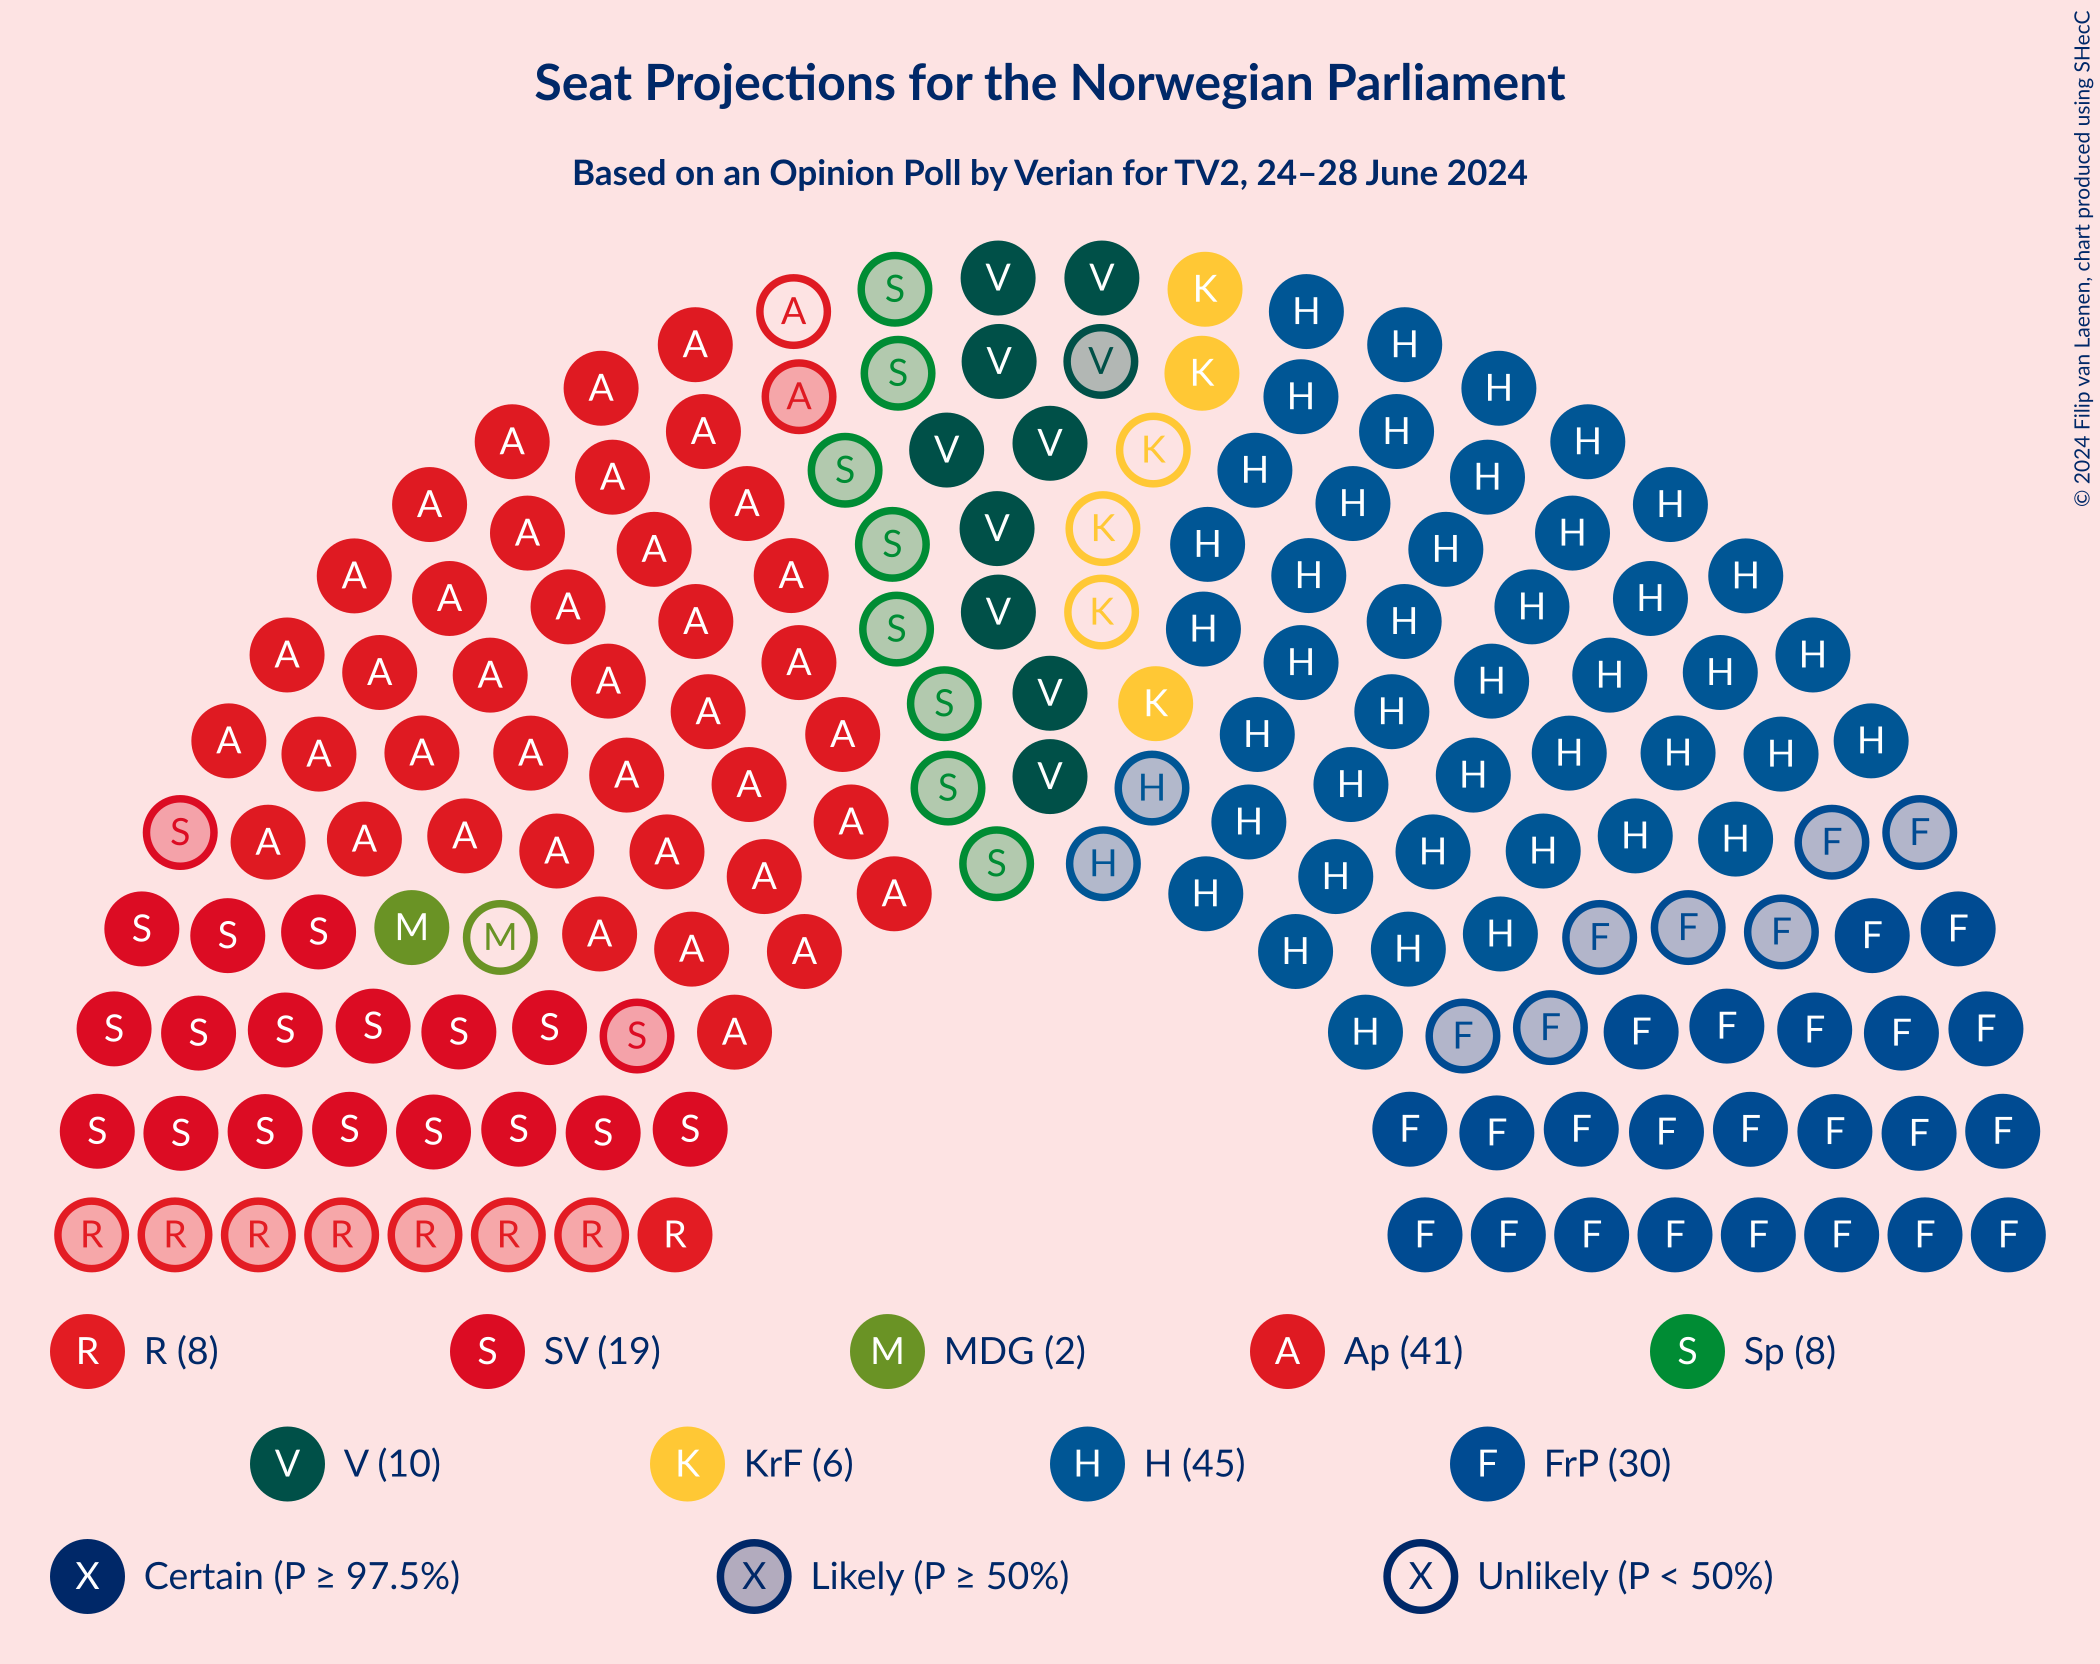 Seat Projections for the Norwegian Parliament
Based on an Opinion Poll by Verian for TV2, 24–28 June 2024
© 2024 Filip van Laenen, chart produced using SHecC
A S V V K H
A S V V K H
A H
A H
A A S V V K H H
A H
A A S V K H H
A A H H
A A A S V K H H H
A A A S V K H H H
A A A A S V H H H H H
A A A A A S H H H H H H
S A A A A A A A S H H H H H H H F F
S S S M M A A A H H H F F F F F
S S S S S S S A H F F F F F F F
S S S S S S S S F F F F F F F F
R R R R R R R R F F F F F F F F
R R (8) S SV (19) M MDG (2) A Ap (41) S Sp (8)
V V (10) K KrF (6) H H (45) F FrP (30)
X Certain (P ≥ 97.5%) X Likely (P ≥ 50%) X Unlikely (P < 50%)